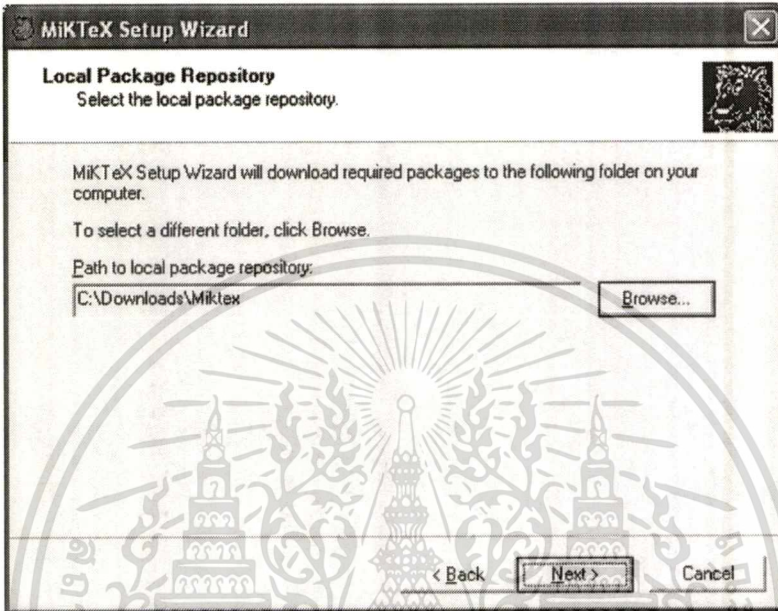 MiKTeX Setup Wizard
Local Package Repository
Select the local package repository.
MiKTeX Setup Wizard will download required packages to the following folder on your
computer.
To select a different folder, click Browse.
Path to local package repository:
C:\Downloads\Miktex
Browse...
< Back
Next >
Cancel